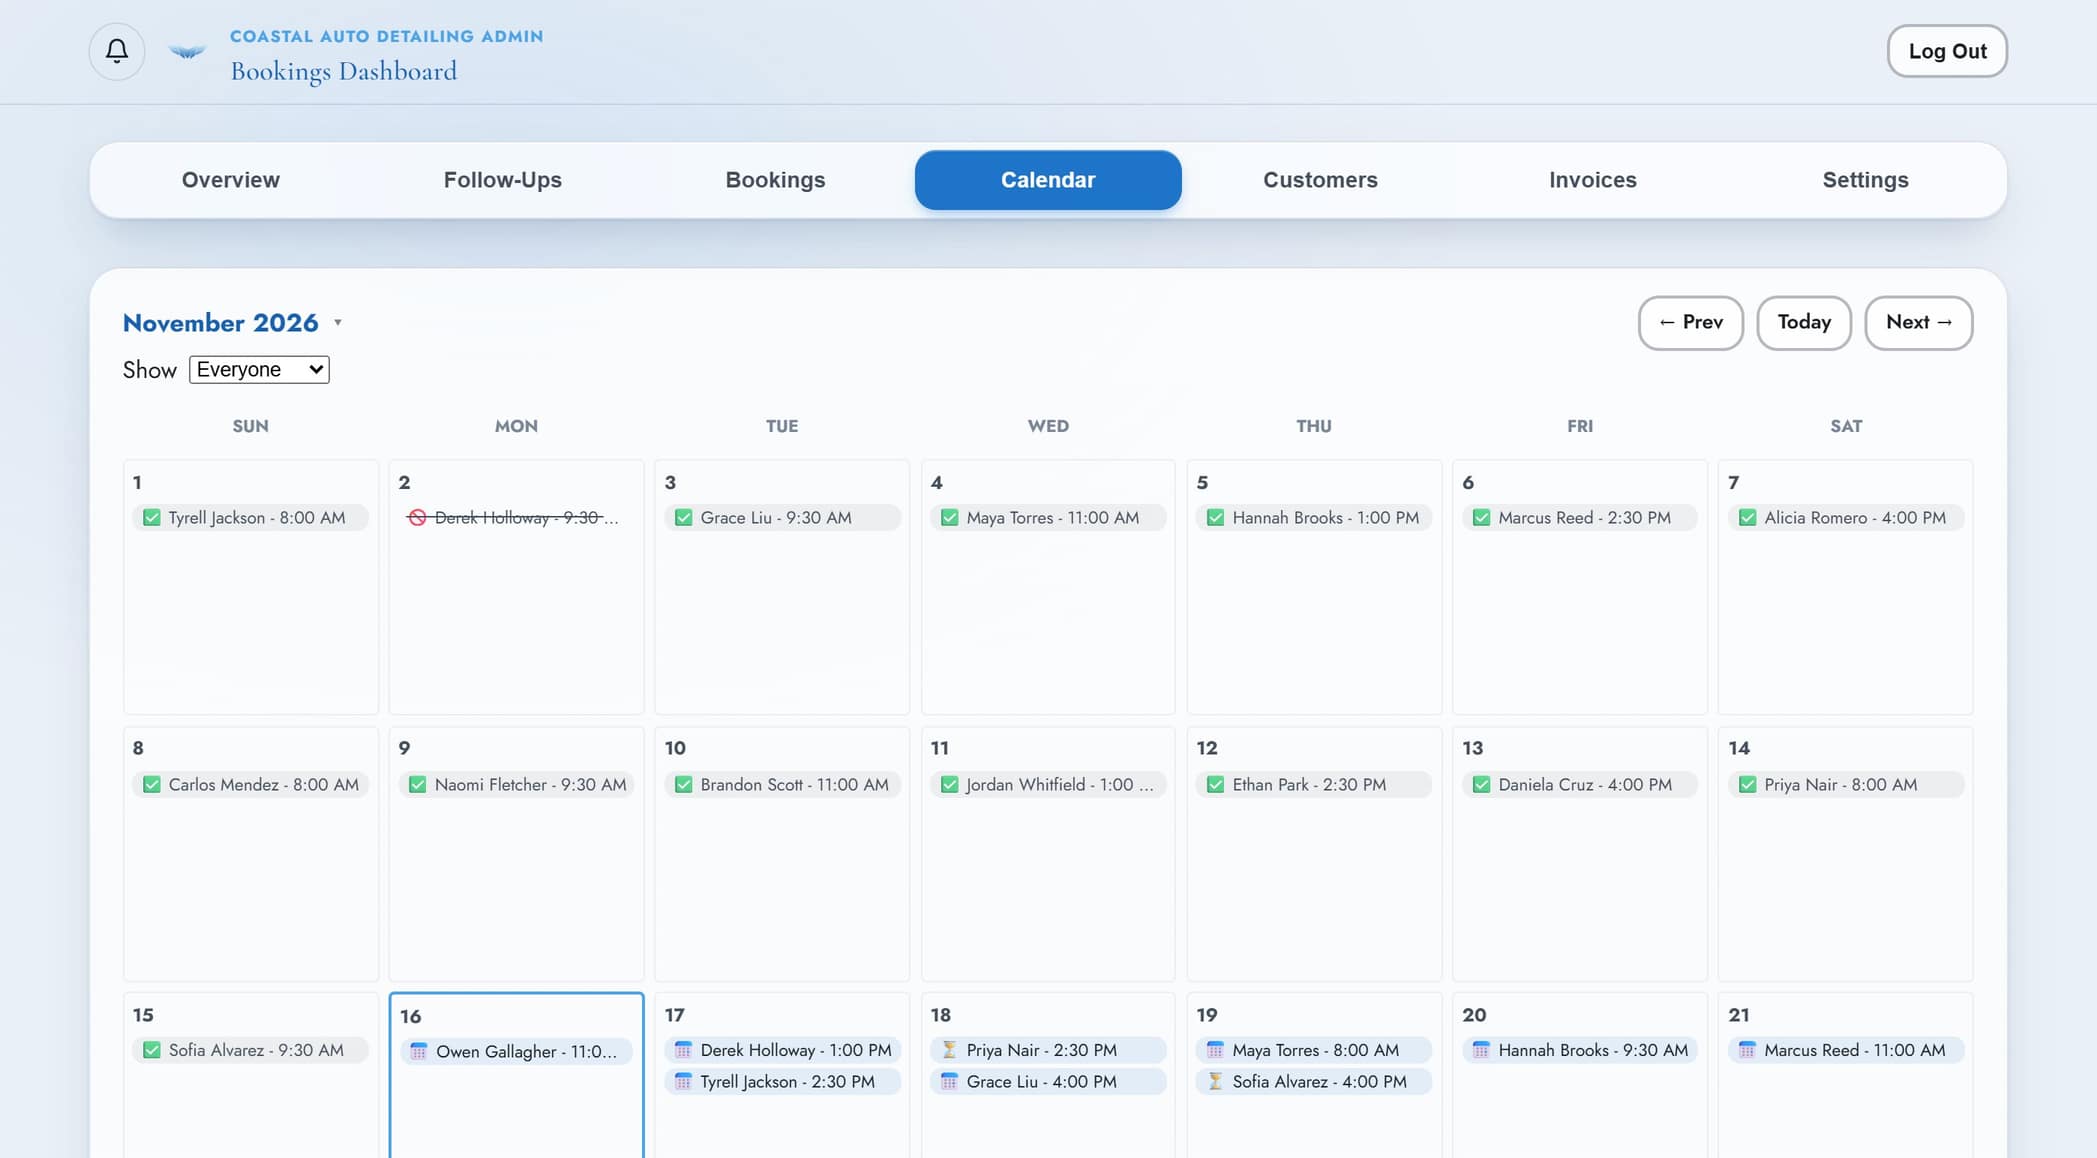 COASTAL AUTO DETAILING ADMIN
Bookings Dashboard
Log Out
Overview
Follow-Ups
Bookings
Calendar
Customers
Invoices
Settings
November 2026 ▾
← Prev
Today
Next →
Show Everyone
SUN MON TUE WED THU FRI SAT
1
✅ Tyrell Jackson - 8:00 AM
2
🚫 Derek Holloway - 9:30 ...
3
✅ Grace Liu - 9:30 AM
4
✅ Maya Torres - 11:00 AM
5
✅ Hannah Brooks - 1:00 PM
6
✅ Marcus Reed - 2:30 PM
7
✅ Alicia Romero - 4:00 PM
8
✅ Carlos Mendez - 8:00 AM
9
✅ Naomi Fletcher - 9:30 AM
10
✅ Brandon Scott - 11:00 AM
11
✅ Jordan Whitfield - 1:00 ...
12
✅ Ethan Park - 2:30 PM
13
✅ Daniela Cruz - 4:00 PM
14
✅ Priya Nair - 8:00 AM
15
✅ Sofia Alvarez - 9:30 AM
16
Owen Gallagher - 11:0...
17
Derek Holloway - 1:00 PM
Tyrell Jackson - 2:30 PM
18
⏳ Priya Nair - 2:30 PM
Grace Liu - 4:00 PM
19
Maya Torres - 8:00 AM
⏳ Sofia Alvarez - 4:00 PM
20
Hannah Brooks - 9:30 AM
21
Marcus Reed - 11:00 AM